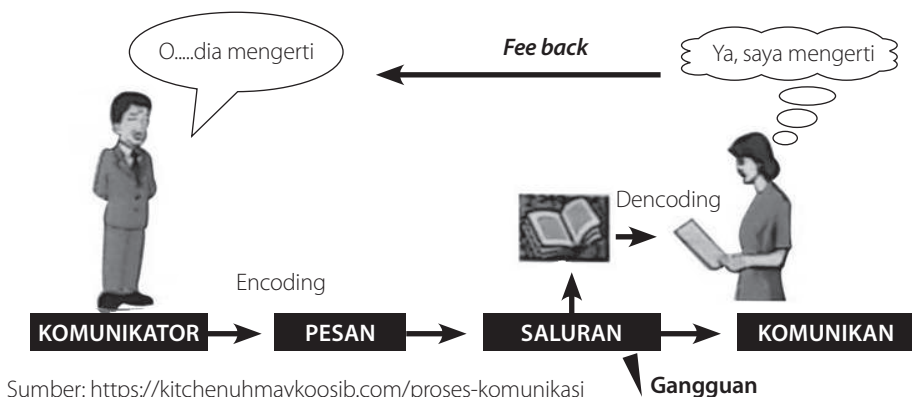 O.....dia mengerti
Fee back
Ya, saya mengerti
Dencoding
Encoding
KOMUNIKATOR
PESAN
SALURAN
KOMUNIKAN
Gangguan
Sumber: https://kitchenuhmaykoosib.com/proses-komunikasi